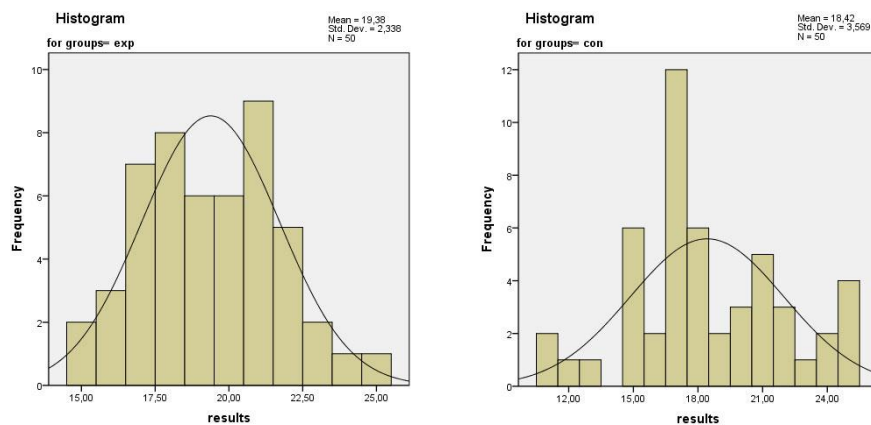 Histogram
for groups= exp
Mean = 19,38
Std. Dev. = 2,338
N = 50
10
8
6
4
2
0
Frequency
15,00 17,50 20,00 22,50 25,00
results
Histogram
for groups= con
Mean = 18,42
Std. Dev. = 3,569
N = 50
12
10
8
6
4
2
0
Frequency
12,00 15,00 18,00 21,00 24,00
results